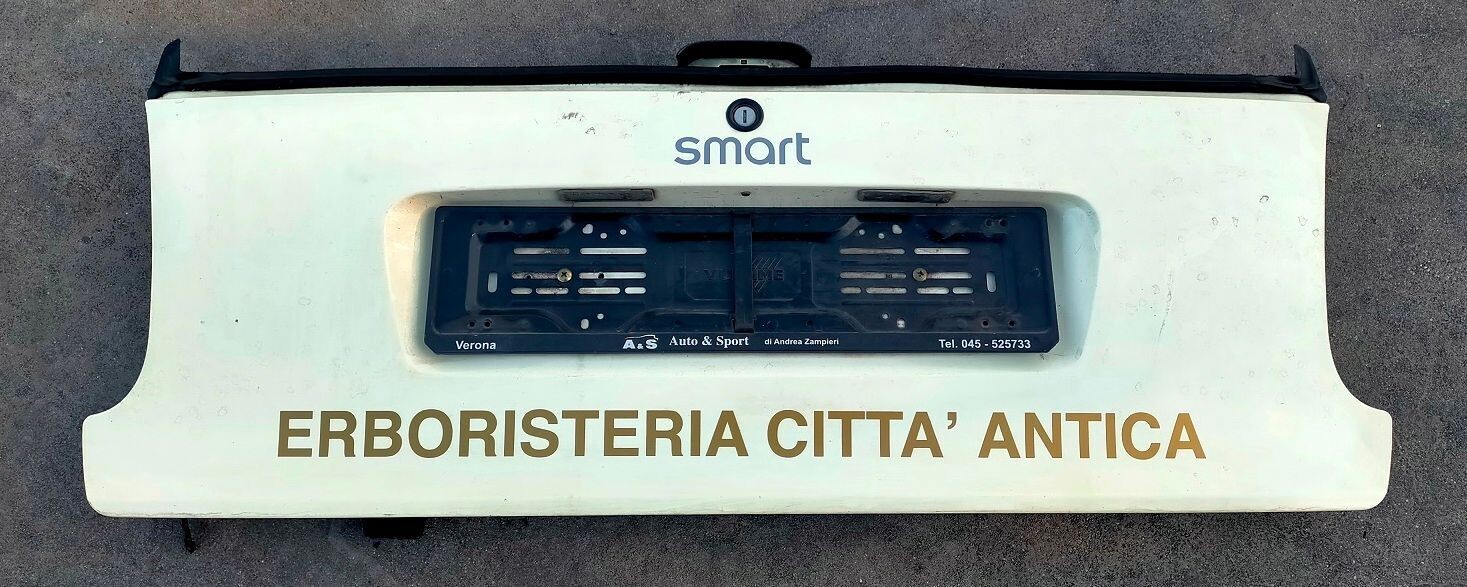 smart
Verona A&S Auto & Sport di Andrea Zampieri Tel. 045 - 525733
ERBORISTERIA CITTA' ANTICA